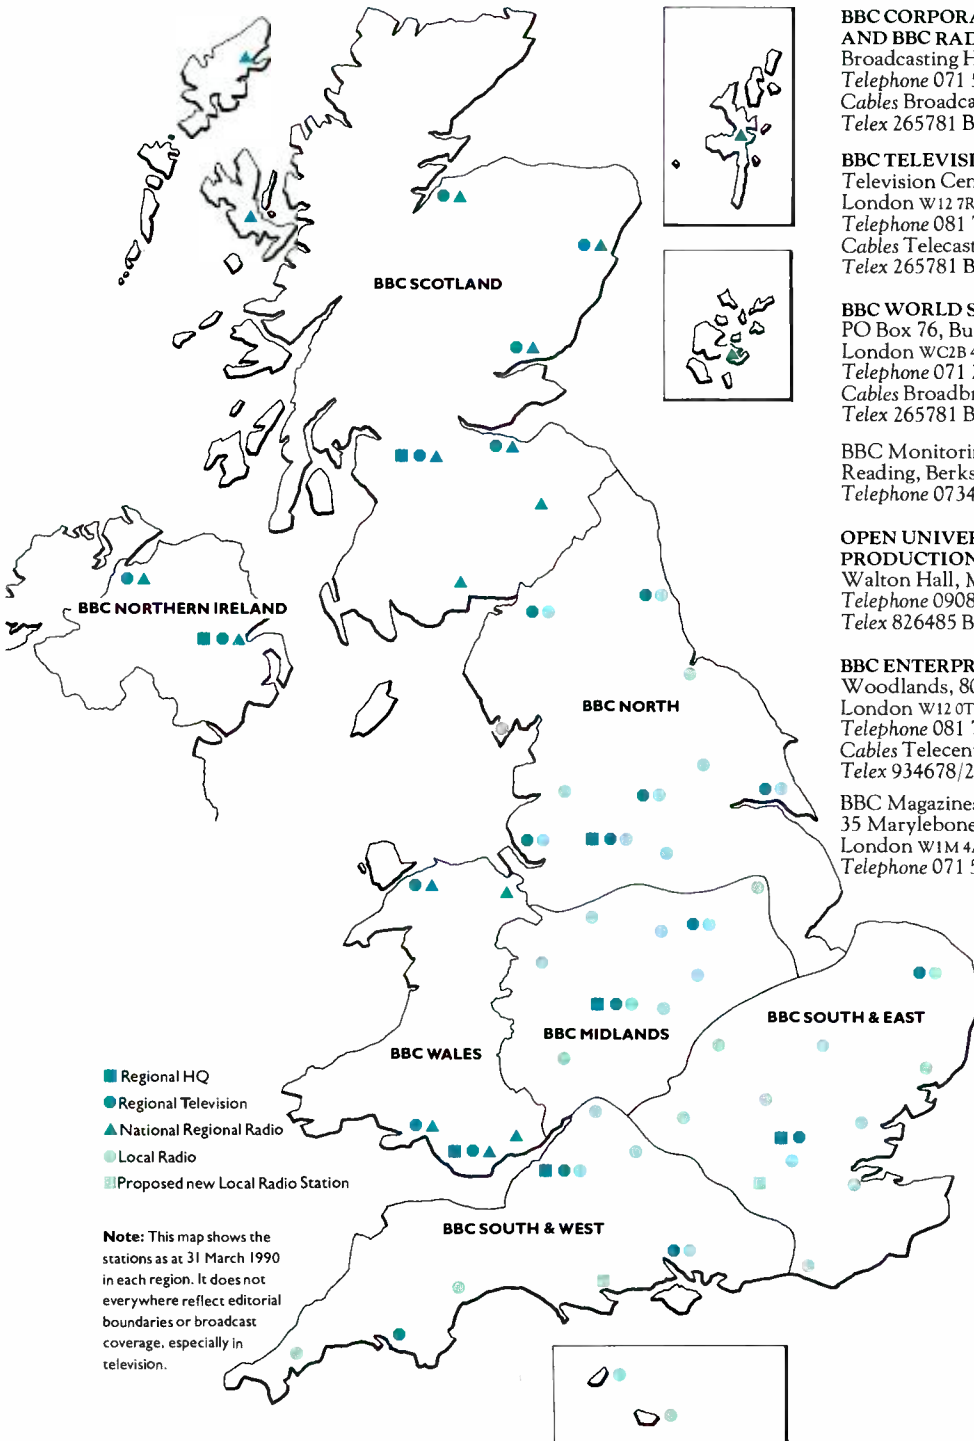 BBC SCOTLAND
BBC NORTHERN IRELAND
BBC NORTH
BBC SOUTH & EAST
BBC MIDLANDS
BBC WALES
BBC SOUTH & WEST
Regional HQ
Regional Television
National Regional Radio
Local Radio
Proposed new Local Radio Station
Note: This map shows the
stations as at 31 March 1990
in each region. It does not
everywhere reflect editorial
boundaries or broadcast
coverage, especially in
television.
BBC CORPORA
AND BBC RAD
Broadcasting H
Telephone 071 5
Cables Broadca
Telex 265781 B
BBC TELEVISI
Television Cen
London W12 7R
Telephone 081 7
Cables Telecast
Telex 265781 B
BBC WORLD S
PO Box 76, Bu
London WC2B 4
Telephone 071 2
Cables Broadbr
Telex 265781 B
BBC Monitorin
Reading, Berks
Telephone 0734
OPEN UNIVER
PRODUCTION
Walton Hall, M
Telephone 0908
Telex 826485 B
BBC ENTERPR
Woodlands, 80
London W12 0T
Telephone 081 7
Cables Telecen
Telex 934678/2
BBC Magazines
35 Marylebone
London W1M 4A
Telephone 071 5